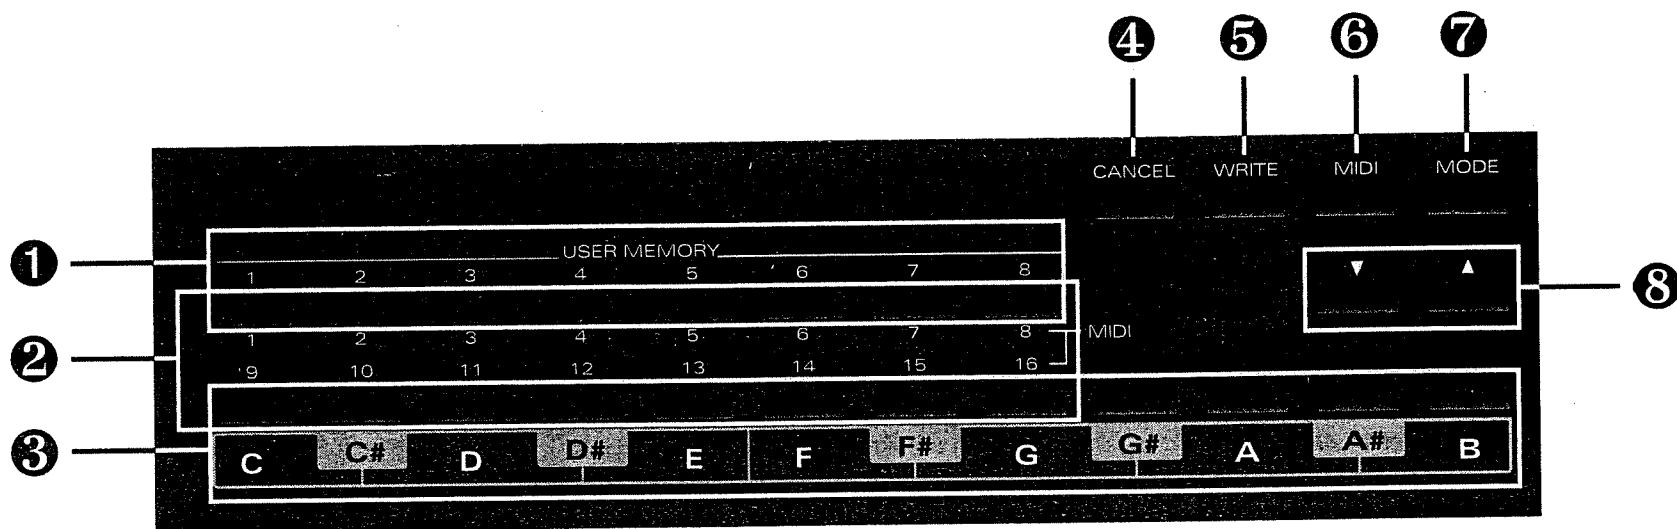 4 5 6 7
CANCEL WRITE MIDI MODE
1
USER MEMORY
1 2 3 4 5 6 7 8
▼ ▲
8
2
1 2 3 4 5 6 7 8 MIDI
9 10 11 12 13 14 15 16
3
C C# D D# E F F# G G# A A# B